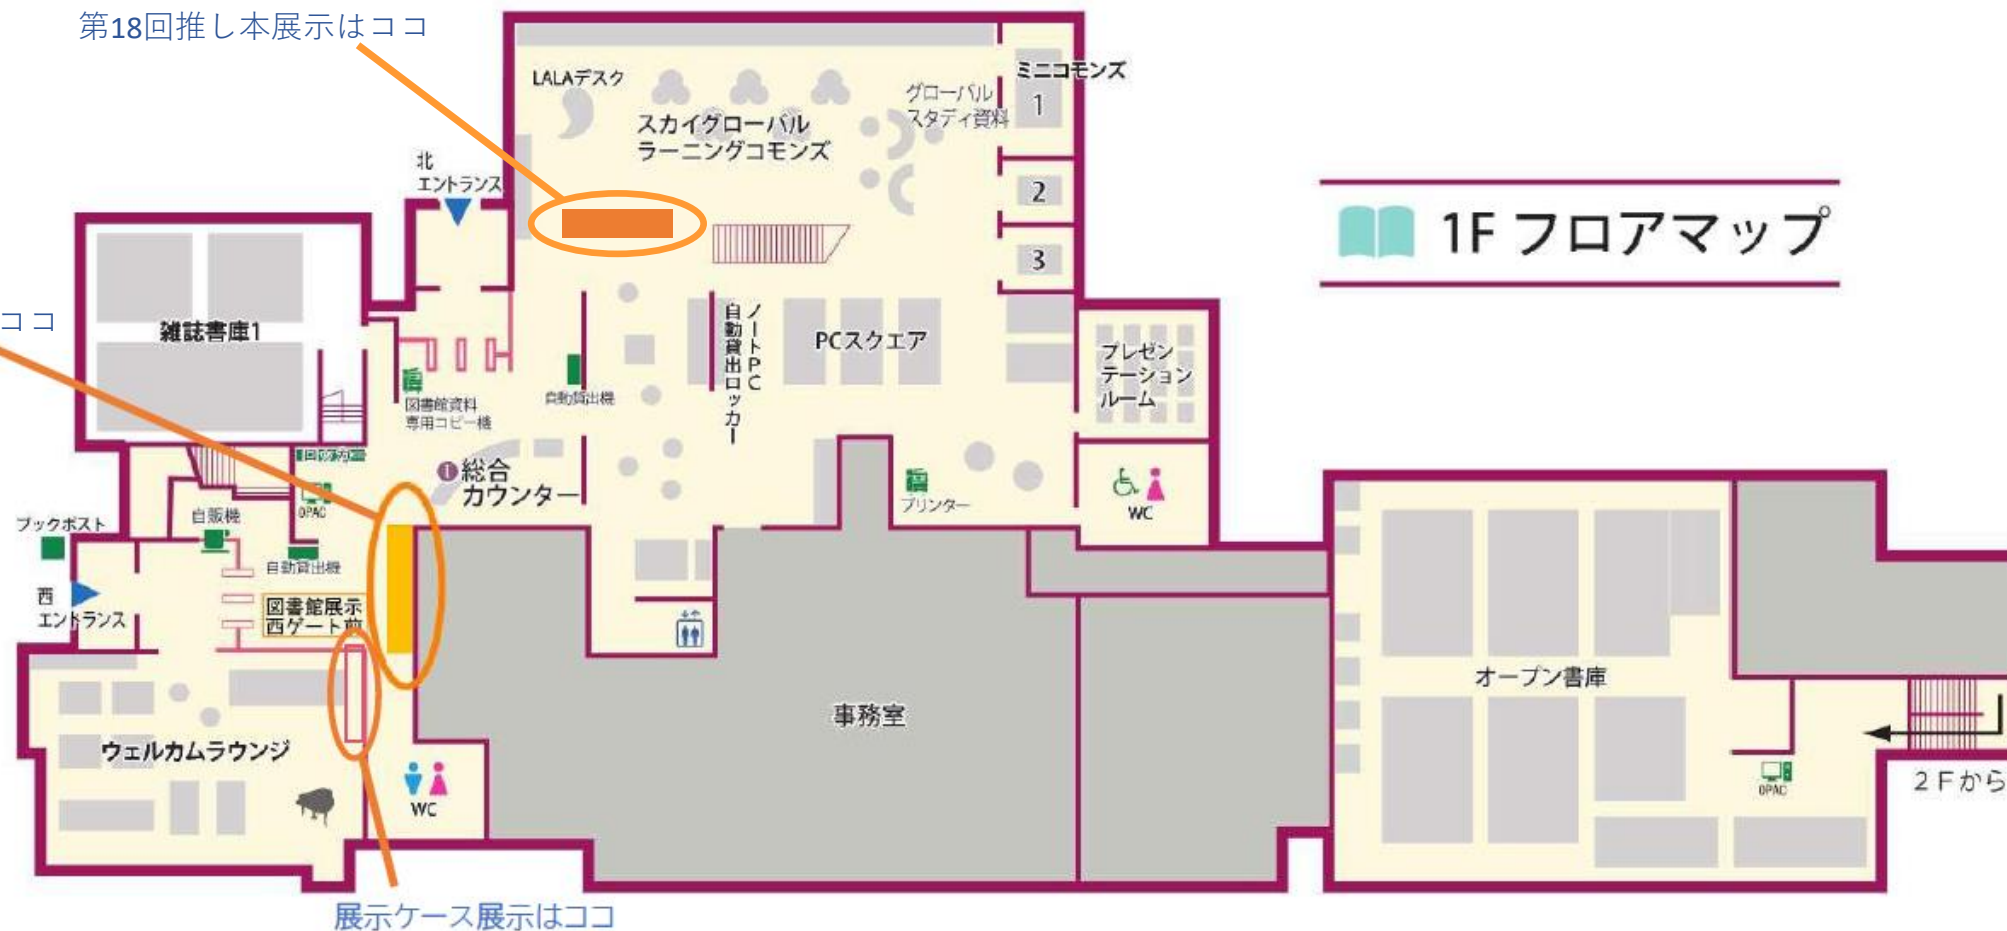 第18回推し本展示はココ
LALAデスク
スカイグローバル
ラーニングコモンズ
グローバル
スタディ資料
ミニコモンズ
1
2
3
北
エントランス
1F フロアマップ
ココ
雑誌書庫1
図書館資料
専用コピー機
自動貸出機
ノートPC
自動貸出ロッカー
PCスクエア
プレゼン
テーション
ルーム
ロッカー
i 総合
カウンター
OPAC
プリンター
WC
ブックポスト
自販機
自動貸出機
西
エントランス
図書館展示
西ゲート前
ウェルカムラウンジ
WC
事務室
オープン書庫
OPAC
2Fから
展示ケース展示はココ